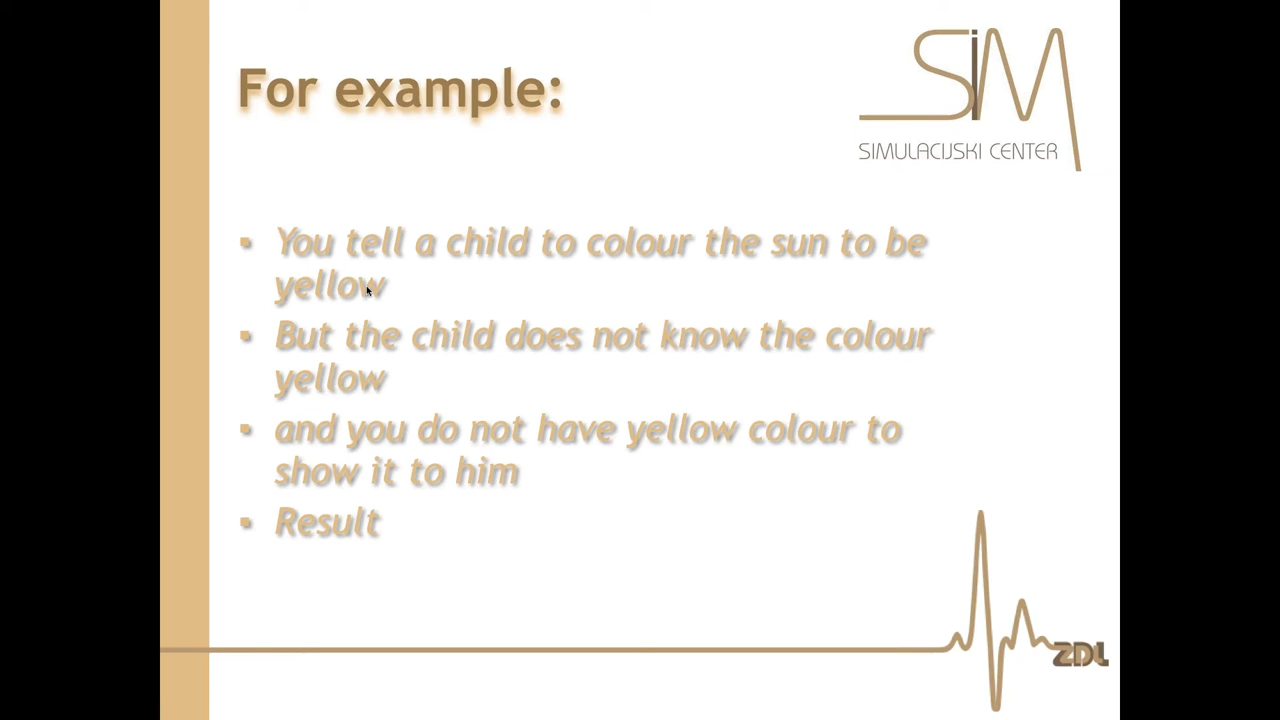 For example:
SiM
SIMULACIJSKI CENTER
▪ You tell a child to colour the sun to be
yellow
▪ But the child does not know the colour
yellow
▪ and you do not have yellow colour to
show it to him
▪ Result
ZDL